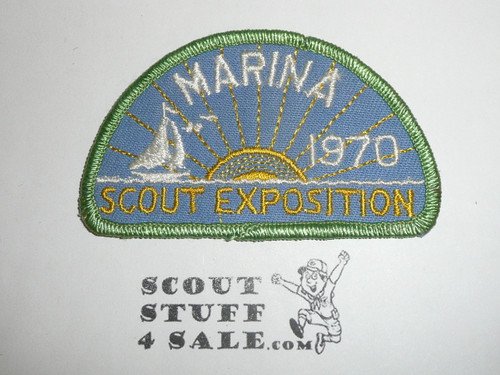 MARINA
1970
SCOUT EXPOSITION
SCOUT
STUFF
4 SALE.COM